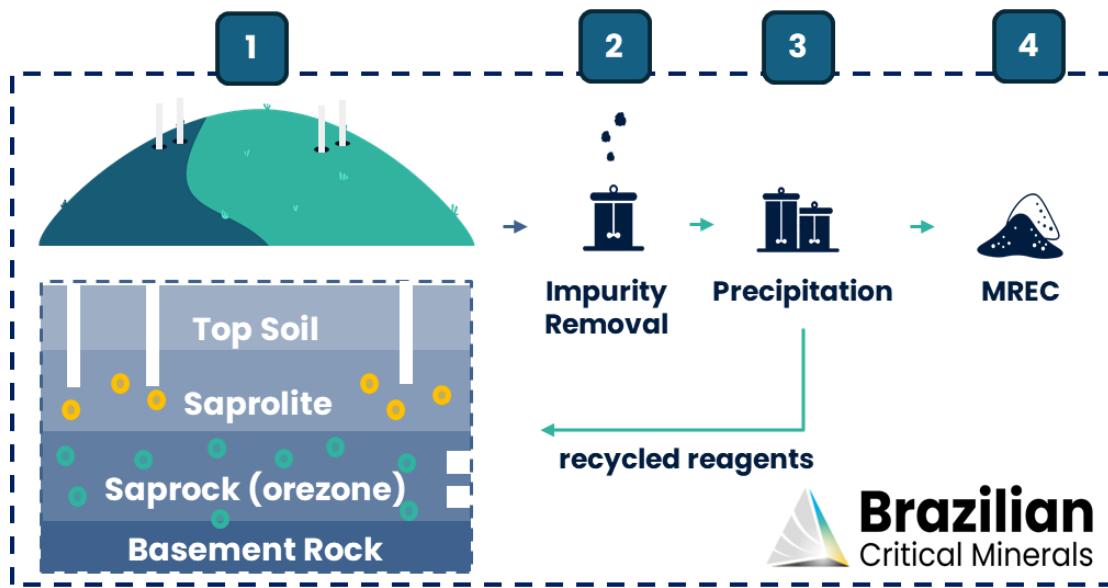 1
2
3
4
Impurity
Removal
Precipitation
MREC
Top Soil
Saprolite
Saprock (orezone)
Basement Rock
recycled reagents
Brazilian
Critical Minerals